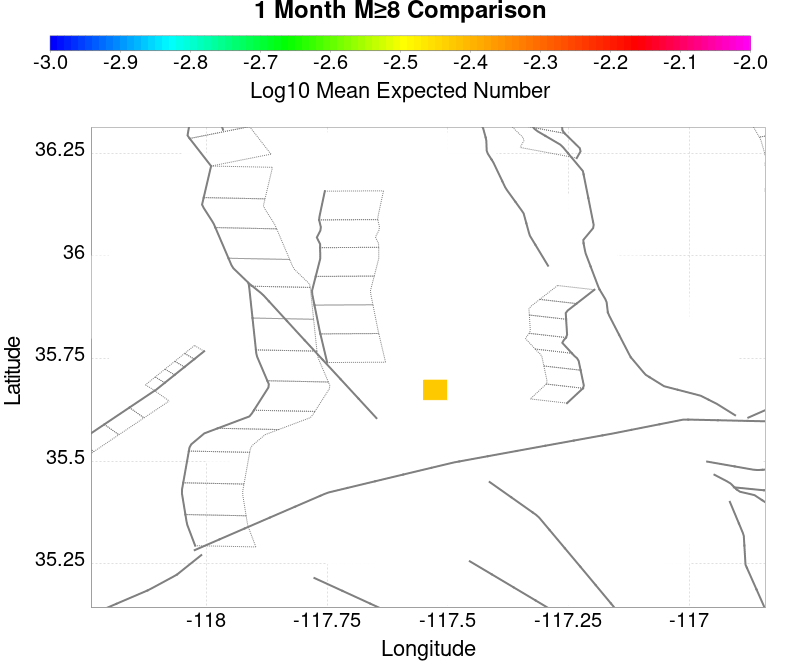 1 Month M≥8 Comparison
-3.0 -2.9 -2.8 -2.7 -2.6 -2.5 -2.4 -2.3 -2.2 -2.1 -2.0
Log10 Mean Expected Number
36.25
36
35.75
35.5
35.25
Latitude
-118 -117.75 -117.5 -117.25 -117
Longitude